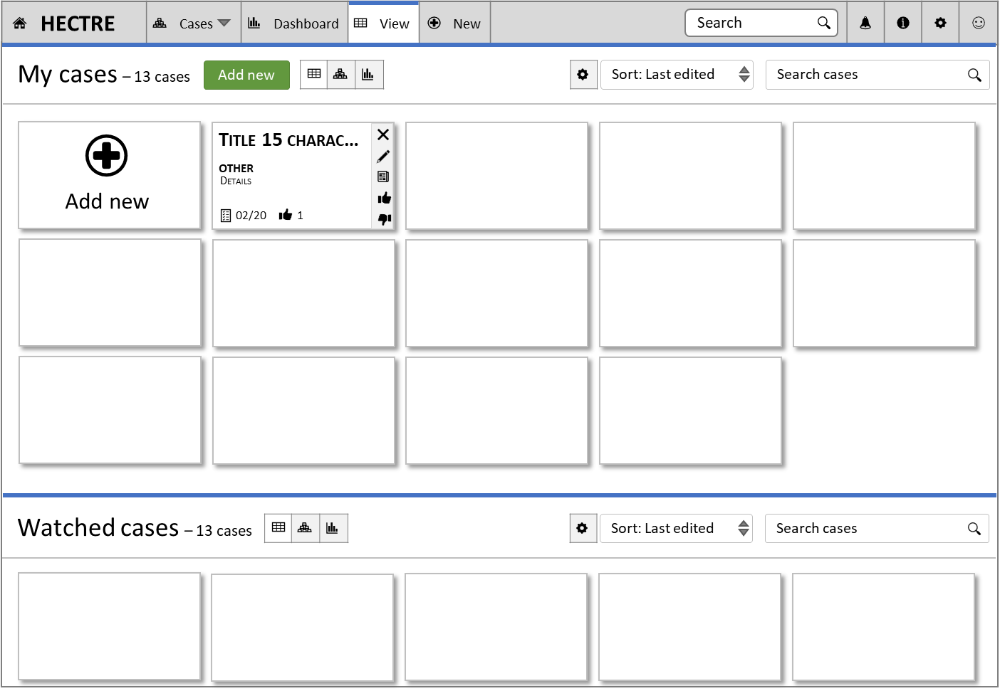 HECTRE Cases Dashboard View New Search
My cases – 13 cases Add new Sort: Last edited Search cases
Add new
TITLE 15 CHARAC...
OTHER
DETAILS
02/20 1
Watched cases – 13 cases Sort: Last edited Search cases